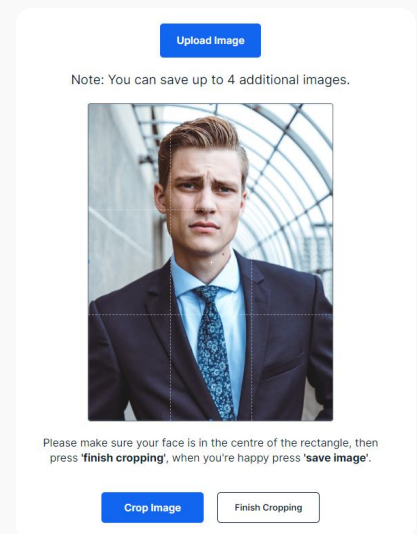 Upload Image
Note: You can save up to 4 additional images.
Please make sure your face is in the centre of the rectangle, then
press 'finish cropping', when you're happy press 'save image'.
Crop Image
Finish Cropping